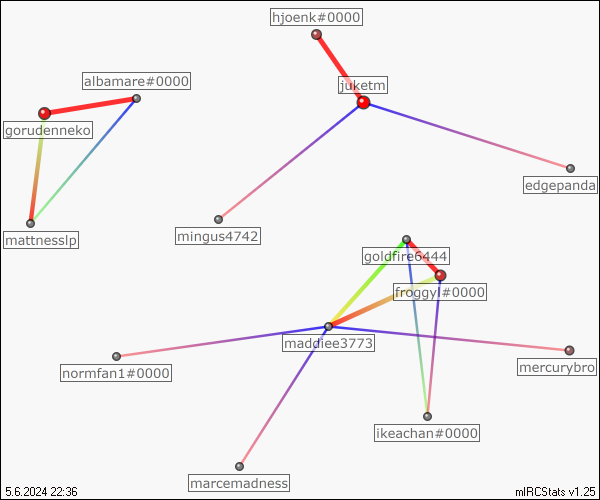 hjoenk#0000
albamare#0000
juketm
gorudenneko
edgepanda
mattnesslp
mingus4742
goldfire6444
froggyl#0000
maddiee3773
normfan1#0000
mercurybro
ikeachan#0000
marcemadness
5.6.2024 22:36
mIRCStats v1.25